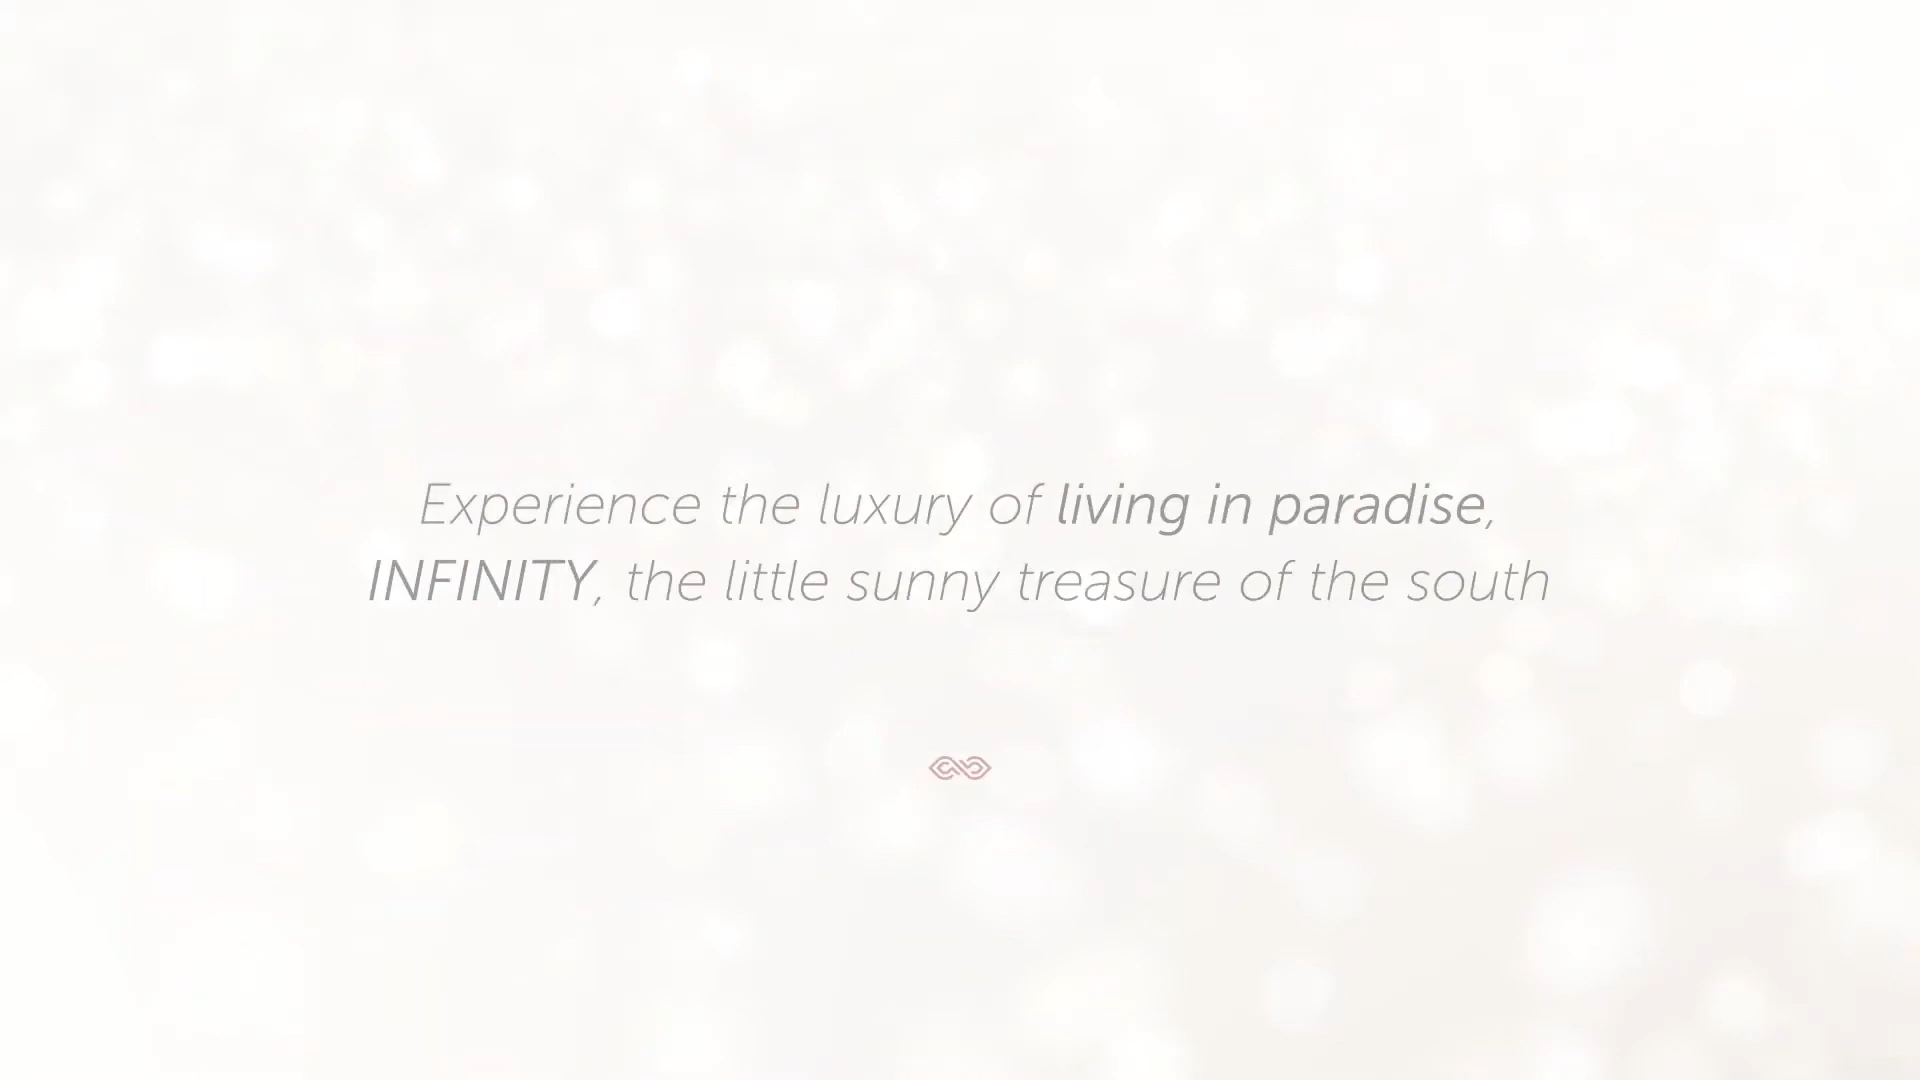 Experience the luxury of living in paradise,
INFINITY, the little sunny treasure of the south